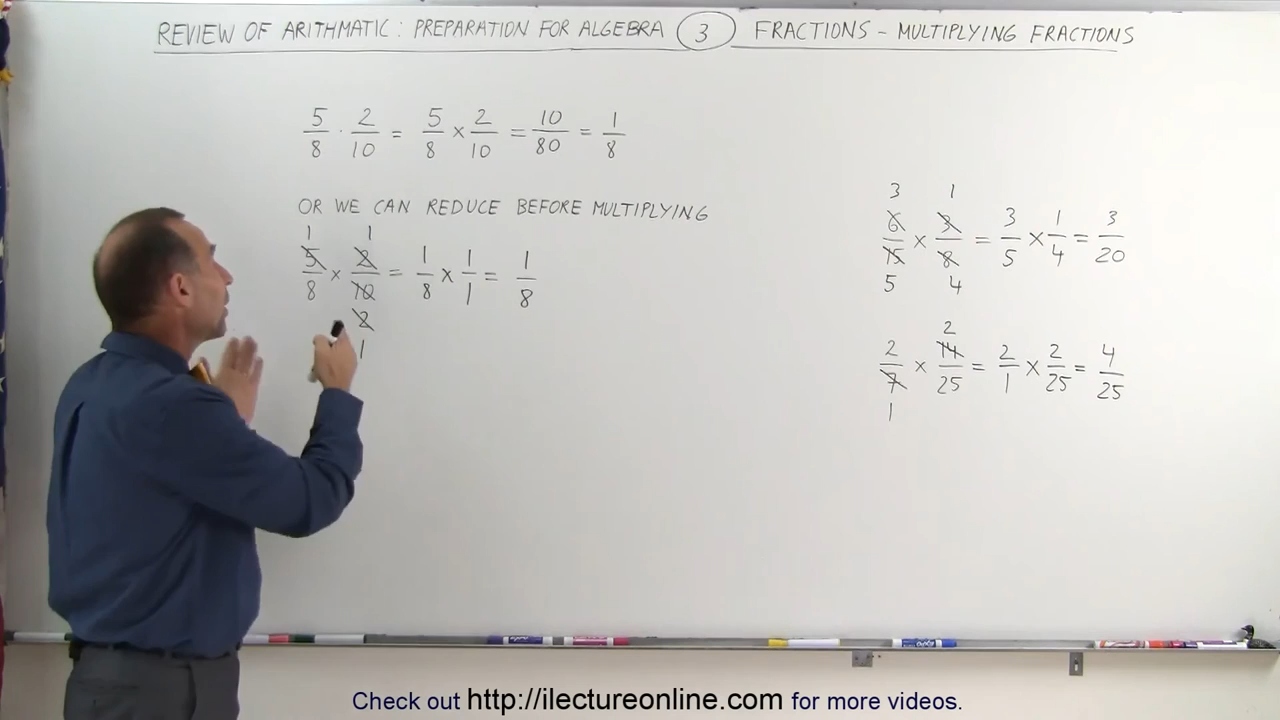 REVIEW OF ARITHMATIC: PREPARATION FOR ALGEBRA 3 FRACTIONS - MULTIPLYING FRACTIONS
5/8 · 2/10 = 5/8 × 2/10 = 10/80 = 1/8
OR WE CAN REDUCE BEFORE MULTIPLYING
1 1
5/8 × 2/10 = 1/8 × 1/1 = 1/8
2
1
3 1
6/15 × 3/8 = 3/5 × 1/4 = 3/20
5 4
2
2/7 × 14/25 = 2/1 × 2/25 = 4/25
1
Check out http://ilectureonline.com for more videos.